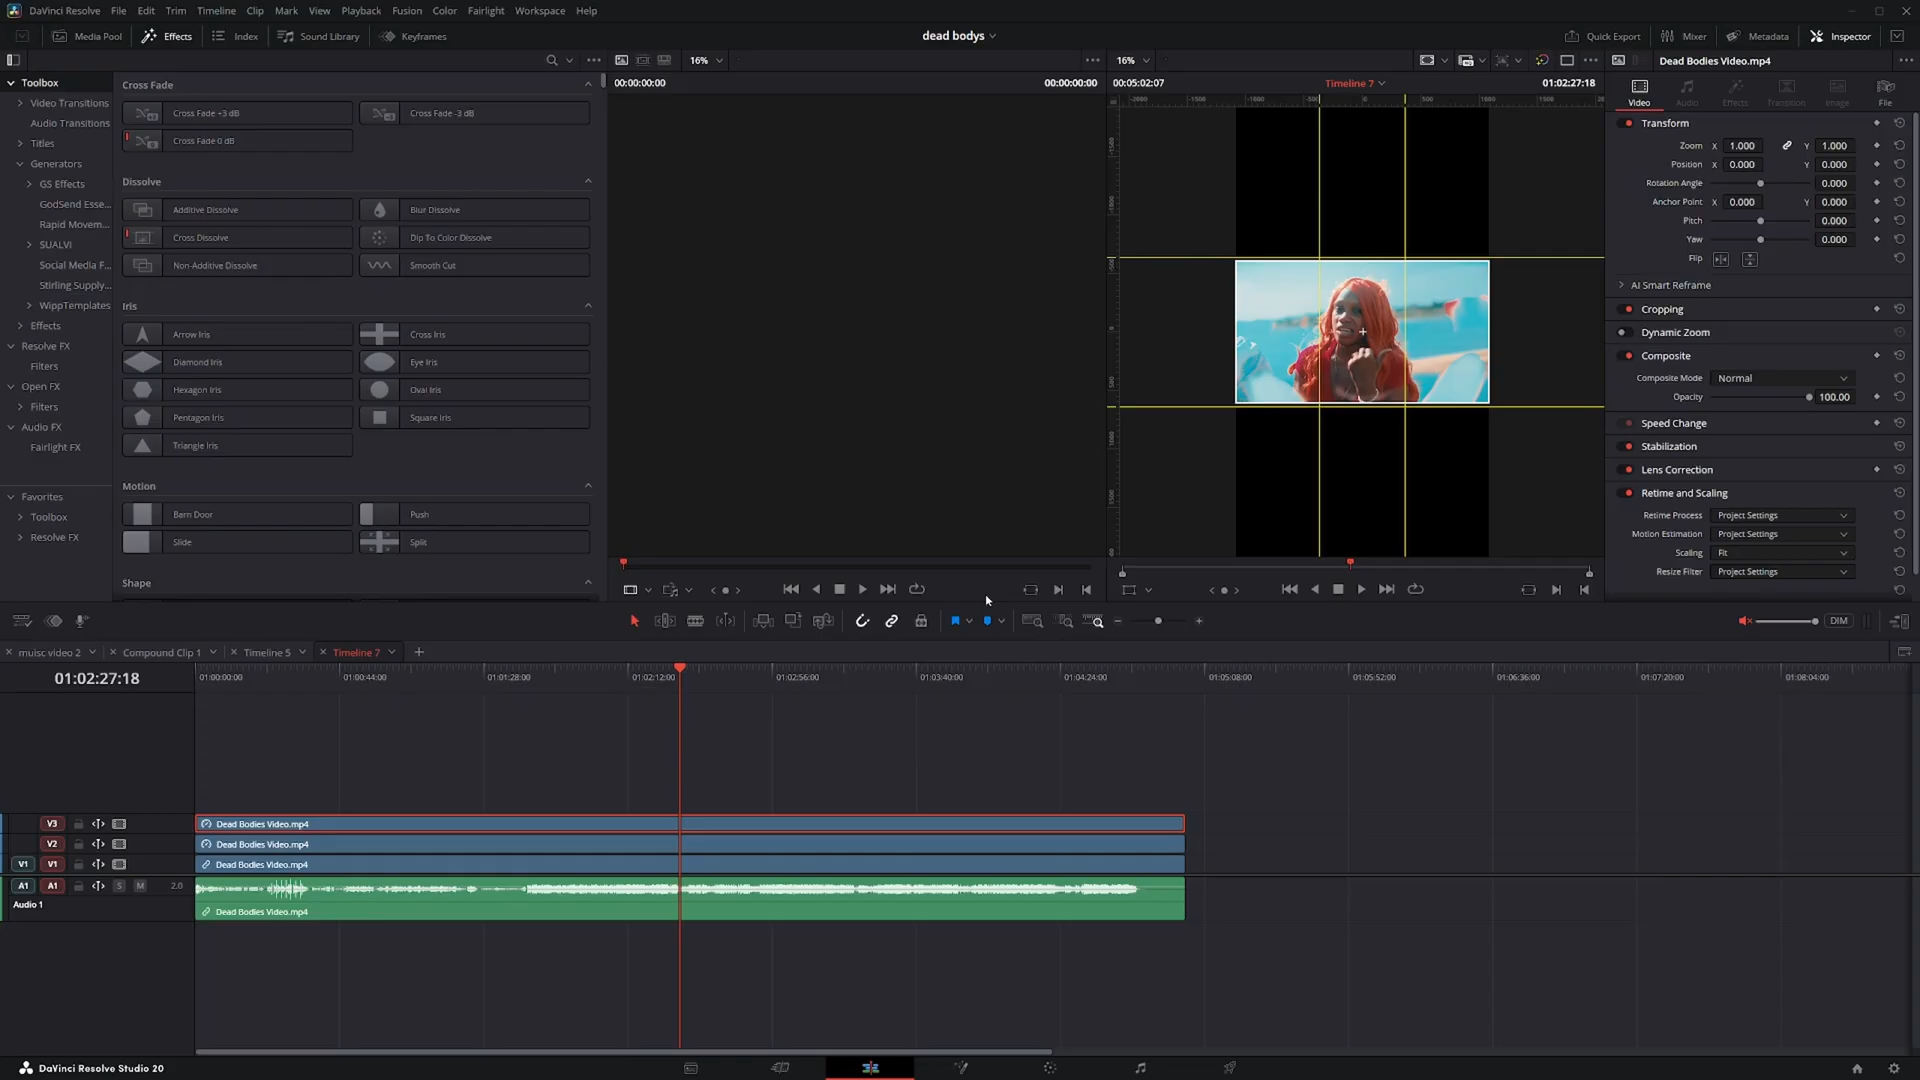 DaVinci Resolve File Edit Trim Timeline Clip Mark View Playback Fusion Color Fairlight Workspace Help
Media Pool Effects Index Sound Library Keyframes dead bodys Quick Export Mixer Metadata Inspector
16% 16% Dead Bodies Video.mp4
00:00:00:00 00:00:00:00 00:05:02:07 Timeline 7 01:02:27:18
Toolbox
Video Transitions
Audio Transitions
Titles
Generators
GS Effects
GodSend Esse...
Rapid Movem...
SUALVI
Social Media F...
Stirling Supply...
WippTemplates
Effects
Resolve FX
Filters
Open FX
Filters
Audio FX
Fairlight FX
Favorites
Toolbox
Resolve FX
Cross Fade
Cross Fade +3 dB Cross Fade -3 dB
Cross Fade 0 dB
Dissolve
Additive Dissolve Blur Dissolve
Cross Dissolve Dip To Color Dissolve
Non-Additive Dissolve Smooth Cut
Iris
Arrow Iris Cross Iris
Diamond Iris Eye Iris
Hexagon Iris Oval Iris
Pentagon Iris Square Iris
Triangle Iris
Motion
Barn Door Push
Slide Split
Shape
Video Audio Effects Transition Image File
Transform
Zoom X 1.000 Y 1.000
Position X 0.000 Y 0.000
Rotation Angle 0.000
Anchor Point X 0.000 Y 0.000
Pitch 0.000
Yaw 0.000
Flip
AI Smart Reframe
Cropping
Dynamic Zoom
Composite
Composite Mode Normal
Opacity 100.00
Speed Change
Stabilization
Lens Correction
Retime and Scaling
Retime Process Project Settings
Motion Estimation Project Settings
Scaling Fit
Resize Filter Project Settings
DIM
muisc video 2 Compound Clip 1 Timeline 5 Timeline 7
01:02:27:18 01:00:00:00 01:00:44:00 01:01:28:00 01:02:12:00 01:02:56:00 01:03:40:00 01:04:24:00 01:05:08:00 01:05:52:00 01:06:36:00 01:07:20:00 01:08:04:00
V3 Dead Bodies Video.mp4
V2 Dead Bodies Video.mp4
V1 V1 Dead Bodies Video.mp4
A1 A1 S M 2.0
Audio 1
Dead Bodies Video.mp4
DaVinci Resolve Studio 20